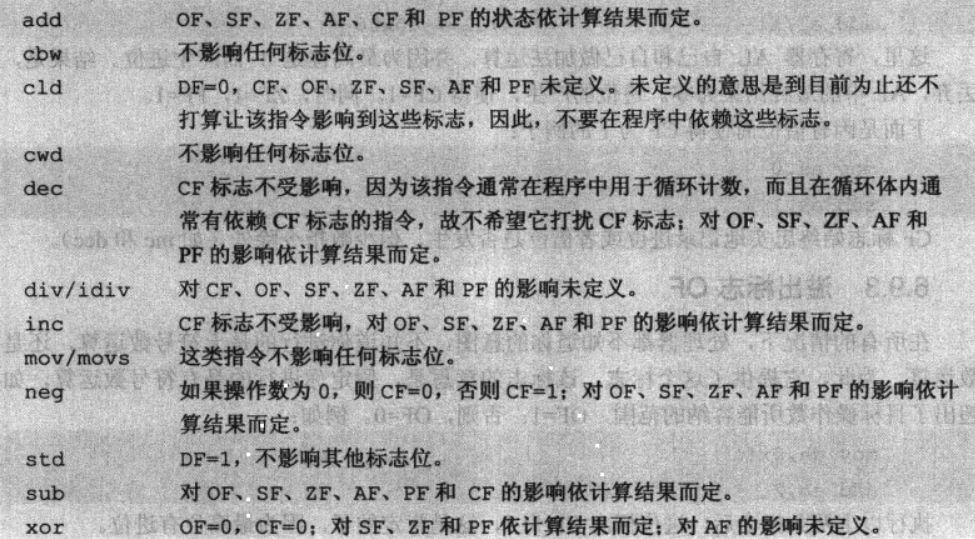 add OF、SF、ZF、AF、CF 和 PF 的状态依计算结果而定。
cbw 不影响任何标志位。
cld DF=0，CF、OF、ZF、SF、AF 和 PF 未定义。未定义的意思是到目前为止还不
打算让该指令影响到这些标志，因此，不要在程序中依赖这些标志。
cwd 不影响任何标志位。
dec CF 标志不受影响，因为该指令通常在程序中用于循环计数，而且在循环体内通
常有依赖 CF 标志的指令，故不希望它打扰 CF 标志；对 OF、SF、ZF、AF 和
PF 的影响依计算结果而定。
div/idiv 对 CF、OF、SF、ZF、AF 和 PF 的影响未定义。
inc CF 标志不受影响，对 OF、SF、ZF、AF 和 PF 的影响依计算结果而定。
mov/movs 这类指令不影响任何标志位。
neg 如果操作数为 0，则 CF=0，否则 CF=1；对 OF、SF、ZF、AF 和 PF 的影响依计
算结果而定。
std DF=1，不影响其他标志位。
sub 对 OF、SF、ZF、AF、PF 和 CF 的影响依计算结果而定。
xor OF=0，CF=0；对 SF、ZF 和 PF 依计算结果而定；对 AF 的影响未定义。